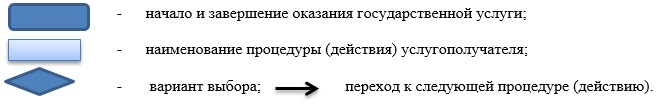 - начало и завершение оказания государственной услуги;
- наименование процедуры (действия) услугополучателя;
- вариант выбора; переход к следующей процедуре (действию).